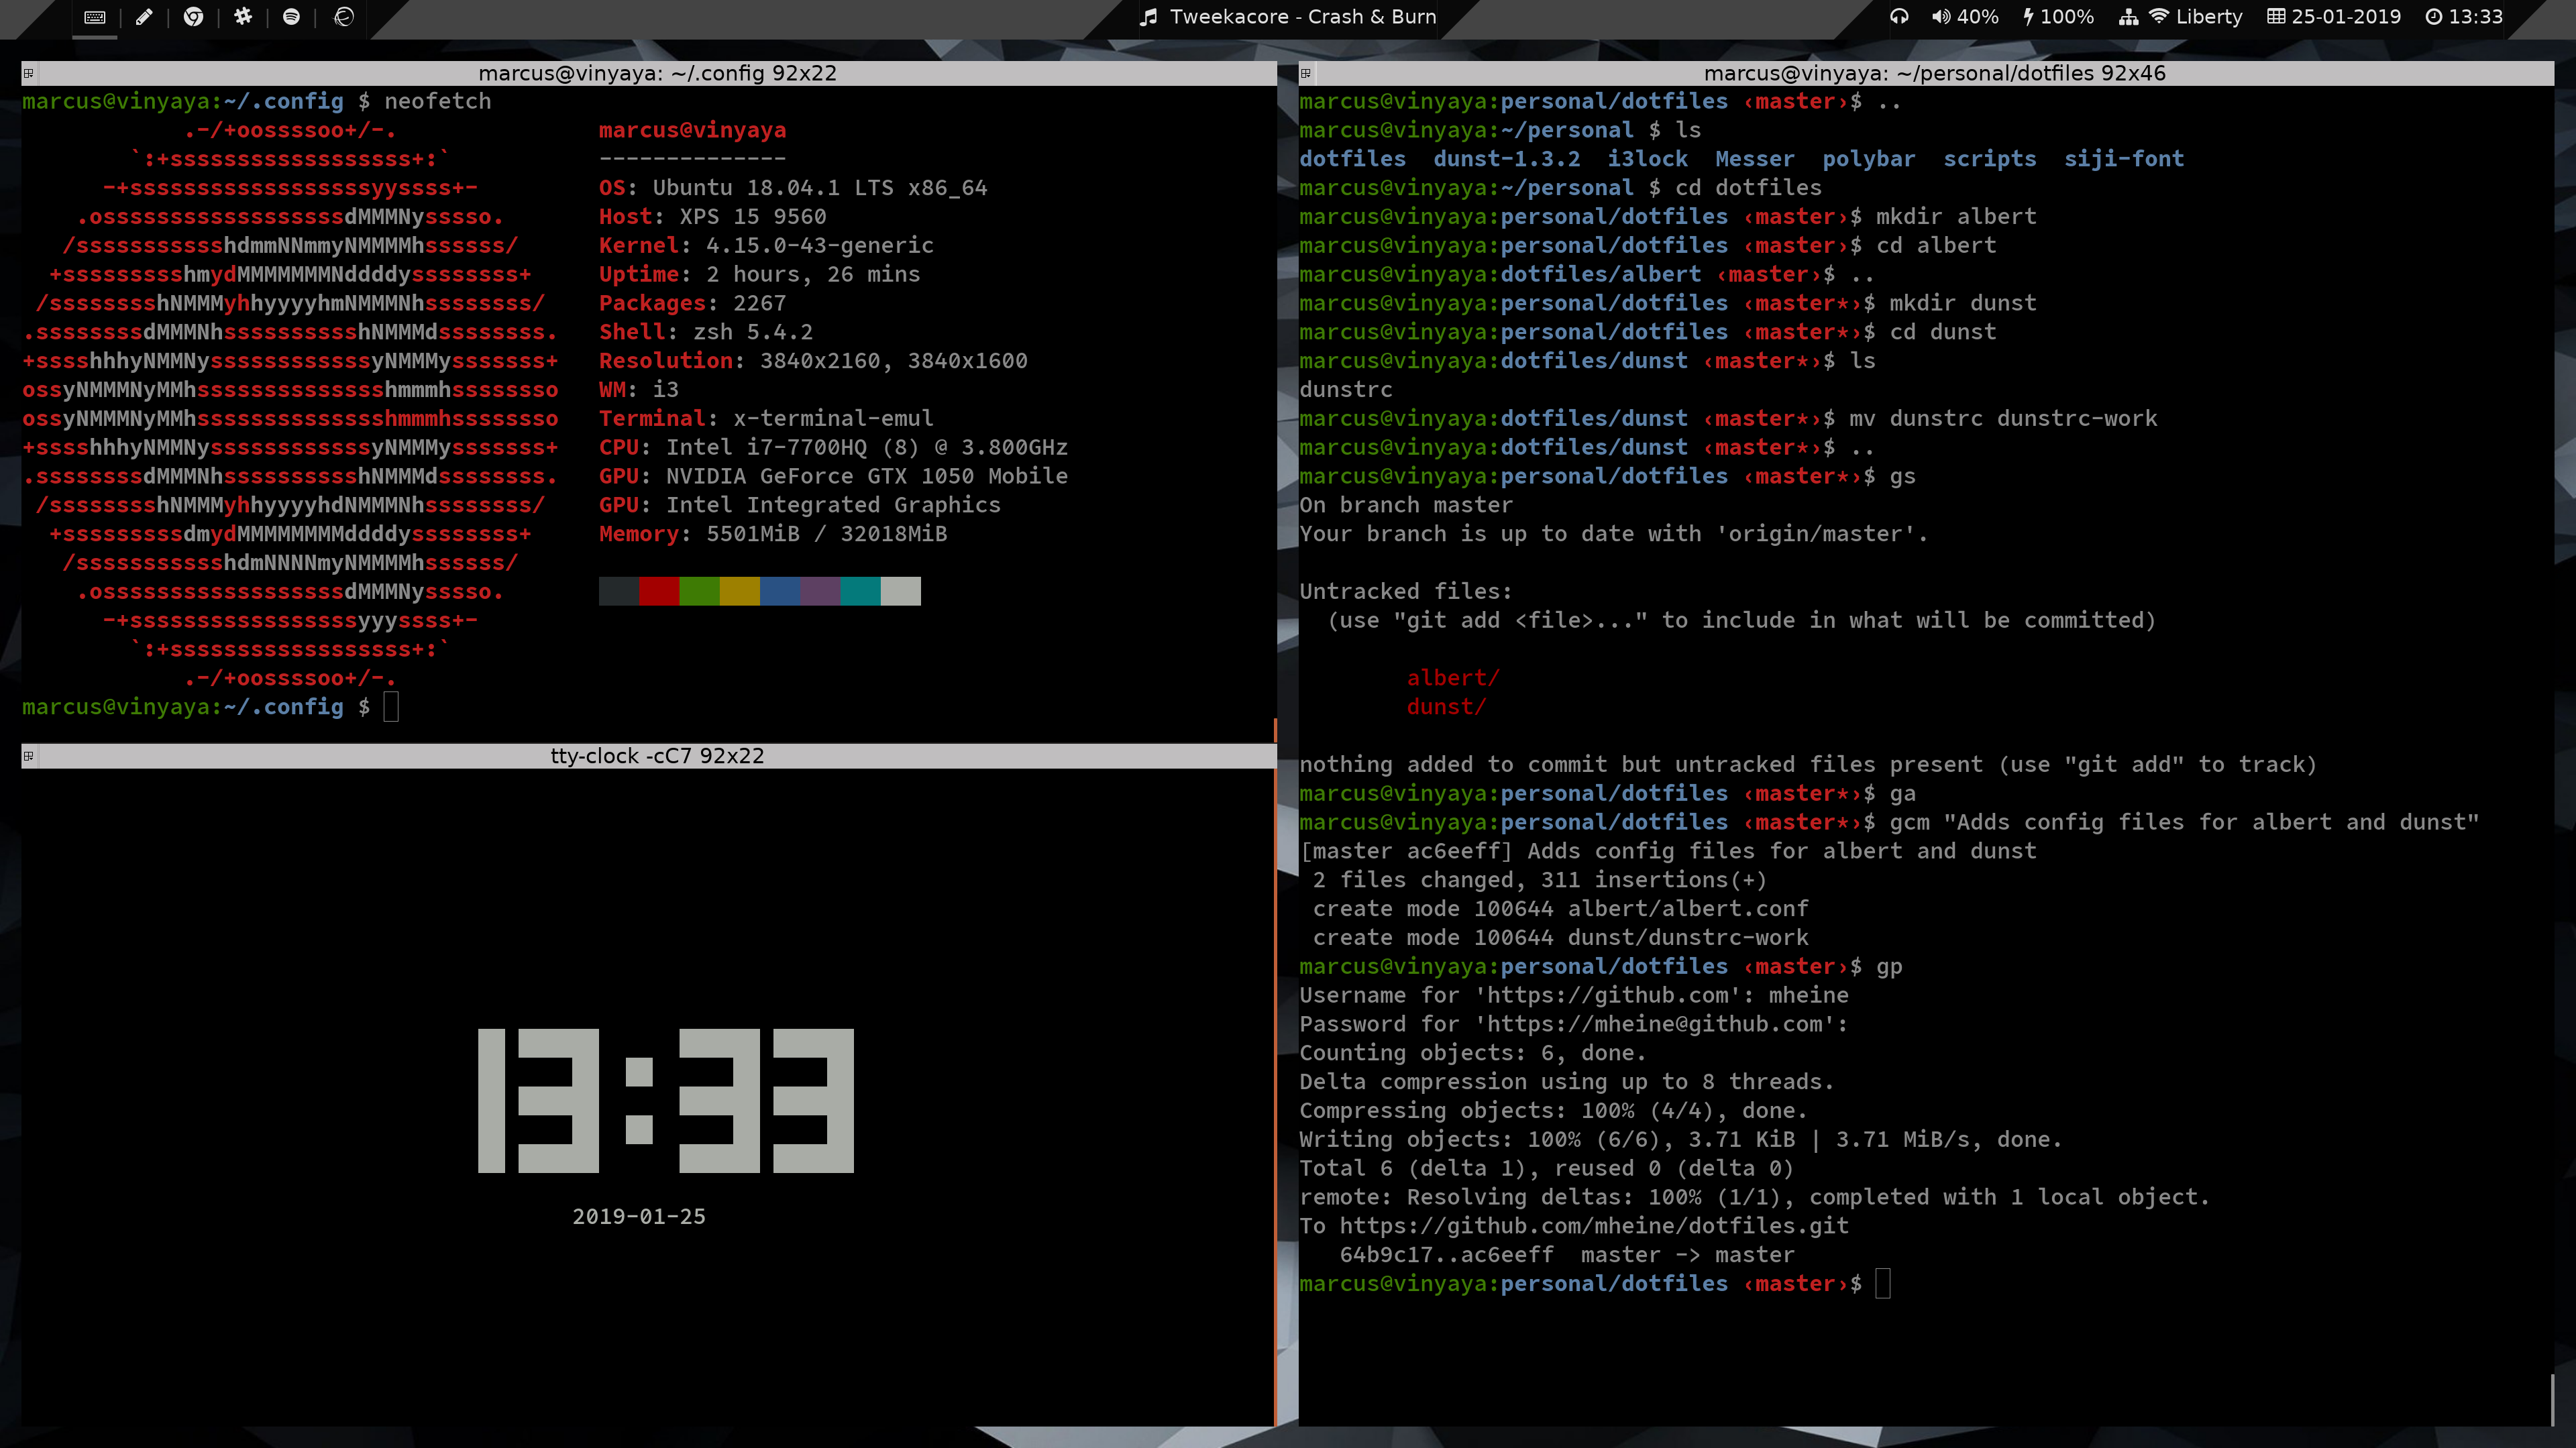 Tweekacore - Crash & Burn
40% 100% Liberty 25-01-2019 13:33
marcus@vinyaya: ~/.config 92x22
marcus@vinyaya:~/.config $ neofetch
.-/+oossssoo+/-.
`:+ssssssssssssssssss+:`
-+ssssssssssssssssssyyssss+-
.ossssssssssssssssssdMMMNysssso.
/ssssssssssshdmmNNmmyNMMMMhssssss/
+ssssssssshmydMMMMMMMNddddyssssssss+
/sssssssshNMMMyhhyyyyhmNMMMNhssssssss/
.ssssssssdMMMNhsssssssssshNMMMdssssssss.
+sssshhhyNMMNyssssssssssssyNMMMysssssss+
ossyNMMMNyMMhsssssssssssssshmmmhssssssso
ossyNMMMNyMMhsssssssssssssshmmmhssssssso
+sssshhhyNMMNyssssssssssssyNMMMysssssss+
.ssssssssdMMMNhsssssssssshNMMMdssssssss.
/sssssssshNMMMyhhyyyyhdNMMMNhssssssss/
+sssssssssdmydMMMMMMMMddddyssssssss+
/ssssssssssshdmNNNNmyNMMMMhssssss/
.ossssssssssssssssssdMMMNysssso.
-+sssssssssssssssssyyyssss+-
`:+ssssssssssssssssss+:`
.-/+oossssoo+/-.
marcus@vinyaya
--------------
OS: Ubuntu 18.04.1 LTS x86_64
Host: XPS 15 9560
Kernel: 4.15.0-43-generic
Uptime: 2 hours, 26 mins
Packages: 2267
Shell: zsh 5.4.2
Resolution: 3840x2160, 3840x1600
WM: i3
Terminal: x-terminal-emul
CPU: Intel i7-7700HQ (8) @ 3.800GHz
GPU: NVIDIA GeForce GTX 1050 Mobile
GPU: Intel Integrated Graphics
Memory: 5501MiB / 32018MiB
marcus@vinyaya:~/.config $
tty-clock -cC7 92x22
13:33
2019-01-25
marcus@vinyaya: ~/personal/dotfiles 92x46
marcus@vinyaya:personal/dotfiles ‹master›$ ..
marcus@vinyaya:~/personal $ ls
dotfiles dunst-1.3.2 i3lock Messer polybar scripts siji-font
marcus@vinyaya:~/personal $ cd dotfiles
marcus@vinyaya:personal/dotfiles ‹master›$ mkdir albert
marcus@vinyaya:personal/dotfiles ‹master›$ cd albert
marcus@vinyaya:dotfiles/albert ‹master›$ ..
marcus@vinyaya:personal/dotfiles ‹master*›$ mkdir dunst
marcus@vinyaya:personal/dotfiles ‹master*›$ cd dunst
marcus@vinyaya:dotfiles/dunst ‹master*›$ ls
dunstrc
marcus@vinyaya:dotfiles/dunst ‹master*›$ mv dunstrc dunstrc-work
marcus@vinyaya:dotfiles/dunst ‹master*›$ ..
marcus@vinyaya:personal/dotfiles ‹master*›$ gs
On branch master
Your branch is up to date with 'origin/master'.
Untracked files:
(use "git add <file>..." to include in what will be committed)
albert/
dunst/
nothing added to commit but untracked files present (use "git add" to track)
marcus@vinyaya:personal/dotfiles ‹master*›$ ga
marcus@vinyaya:personal/dotfiles ‹master*›$ gcm "Adds config files for albert and dunst"
[master ac6eeff] Adds config files for albert and dunst
2 files changed, 311 insertions(+)
create mode 100644 albert/albert.conf
create mode 100644 dunst/dunstrc-work
marcus@vinyaya:personal/dotfiles ‹master›$ gp
Username for 'https://github.com': mheine
Password for 'https://mheine@github.com':
Counting objects: 6, done.
Delta compression using up to 8 threads.
Compressing objects: 100% (4/4), done.
Writing objects: 100% (6/6), 3.71 KiB | 3.71 MiB/s, done.
Total 6 (delta 1), reused 0 (delta 0)
remote: Resolving deltas: 100% (1/1), completed with 1 local object.
To https://github.com/mheine/dotfiles.git
64b9c17..ac6eeff master -> master
marcus@vinyaya:personal/dotfiles ‹master›$